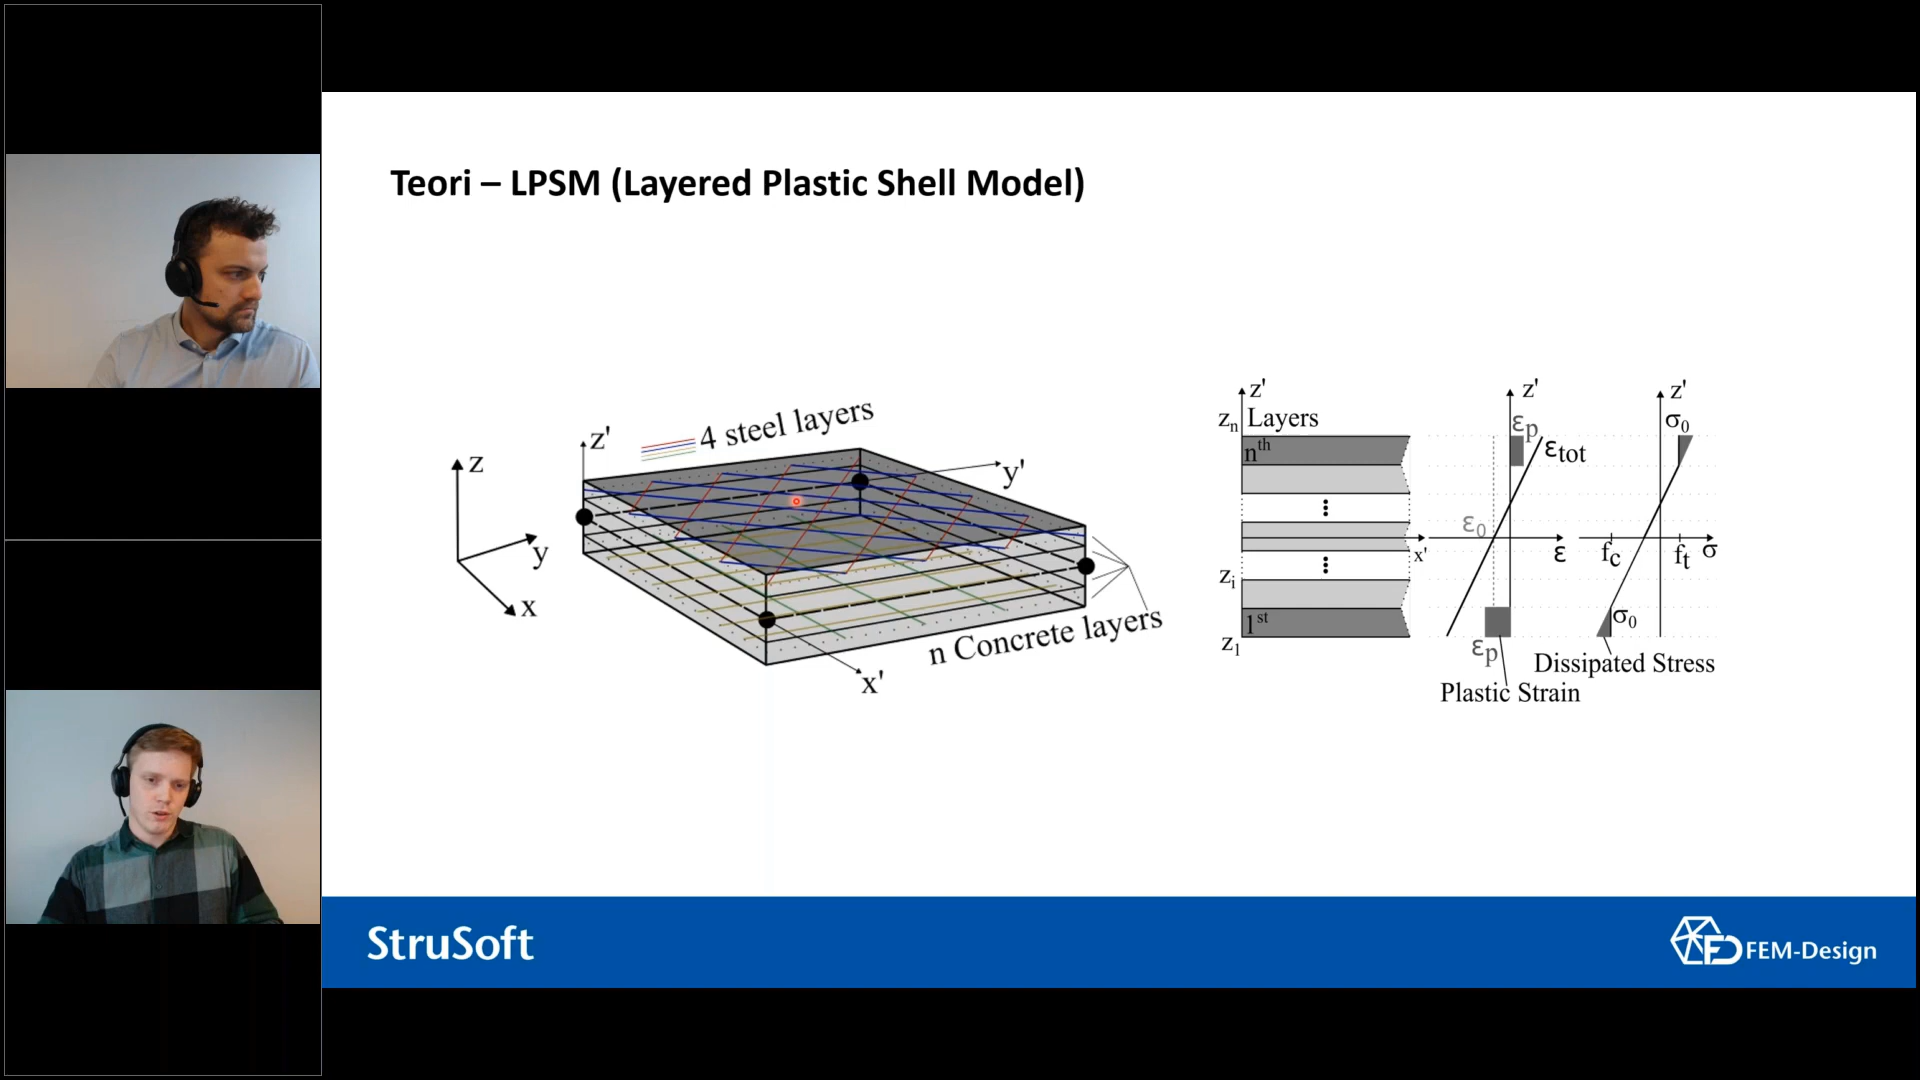 Teori – LPSM (Layered Plastic Shell Model)
z
y
x
z'
4 steel layers
y'
x'
n Concrete layers
z'
zₙ Layers
nᵗʰ
x'
zᵢ
1ˢᵗ
z₁
z'
εₚ
εtot
ε₀
ε
εₚ
Plastic Strain
z'
σ₀
fc
ft
σ
σ₀
Dissipated Stress
StruSoft
FD FEM-Design